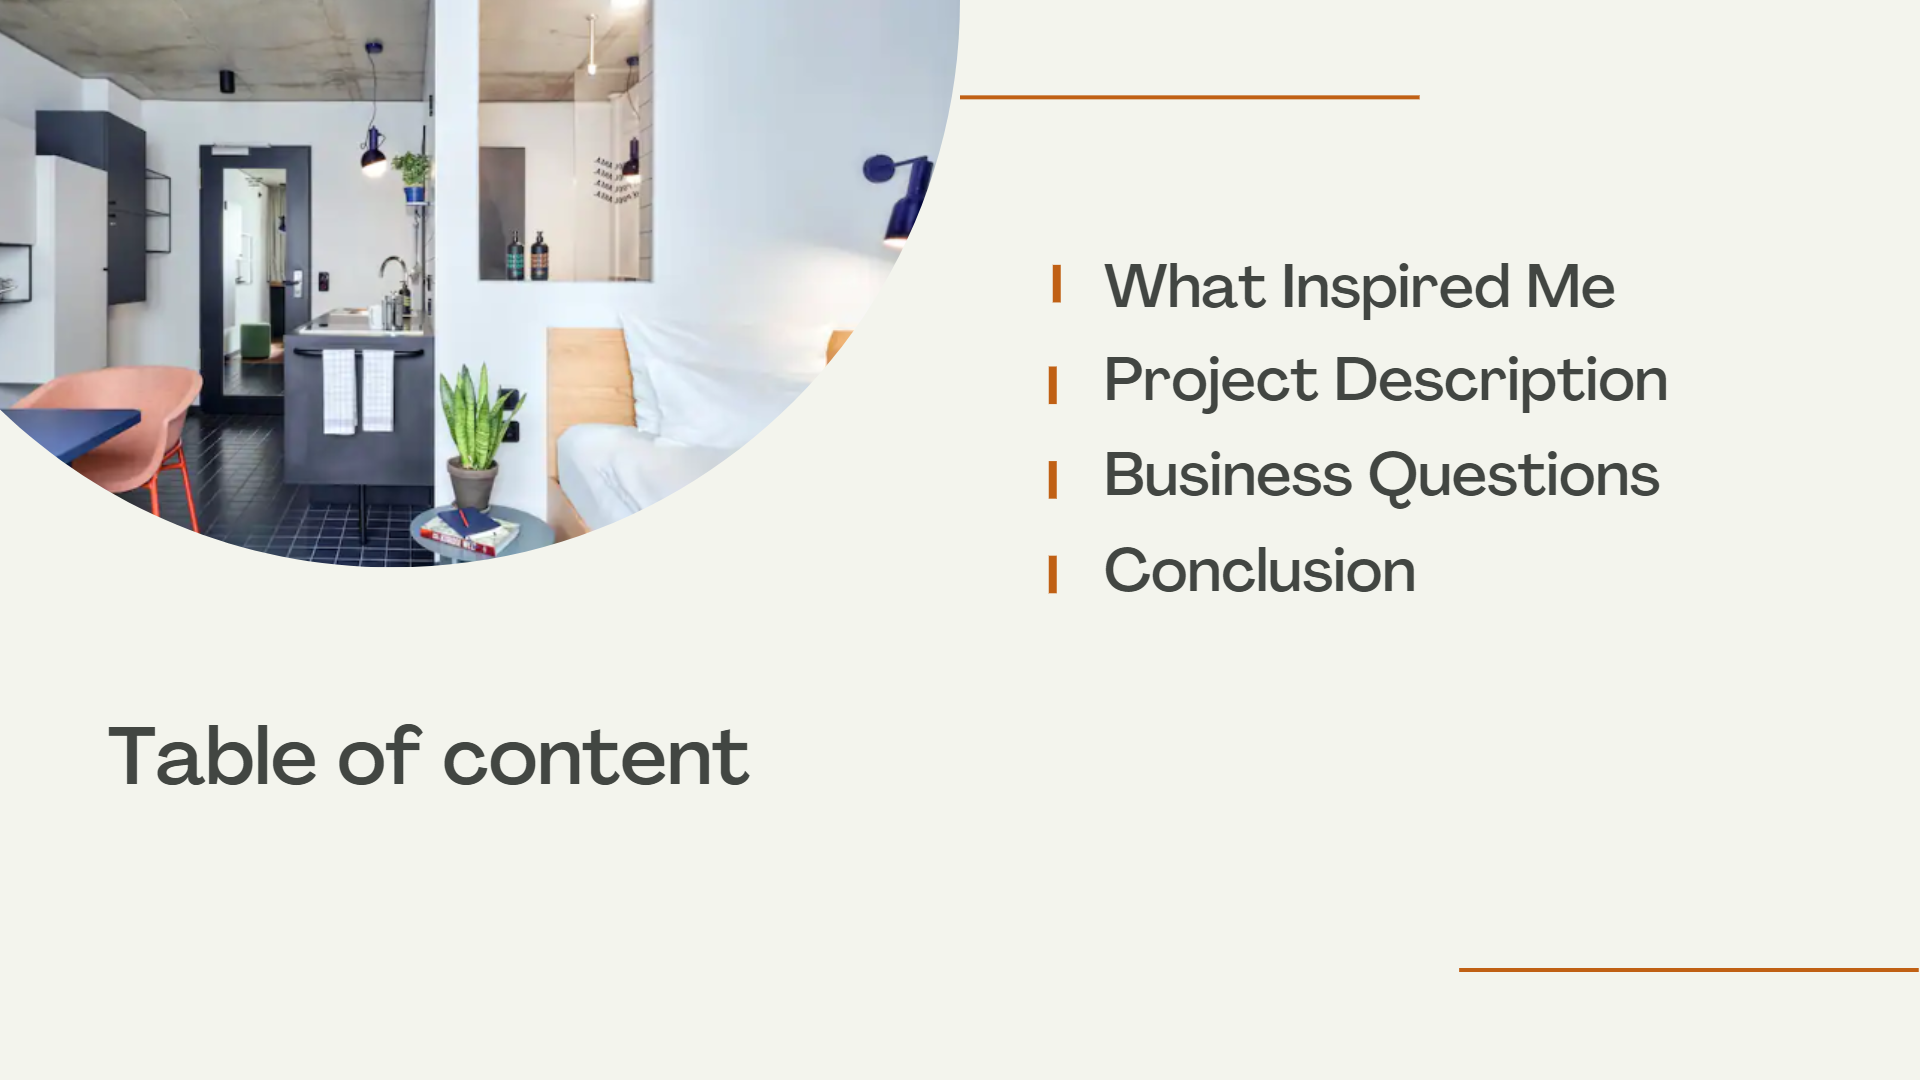 What Inspired Me
Project Description
Business Questions
Conclusion
Table of content